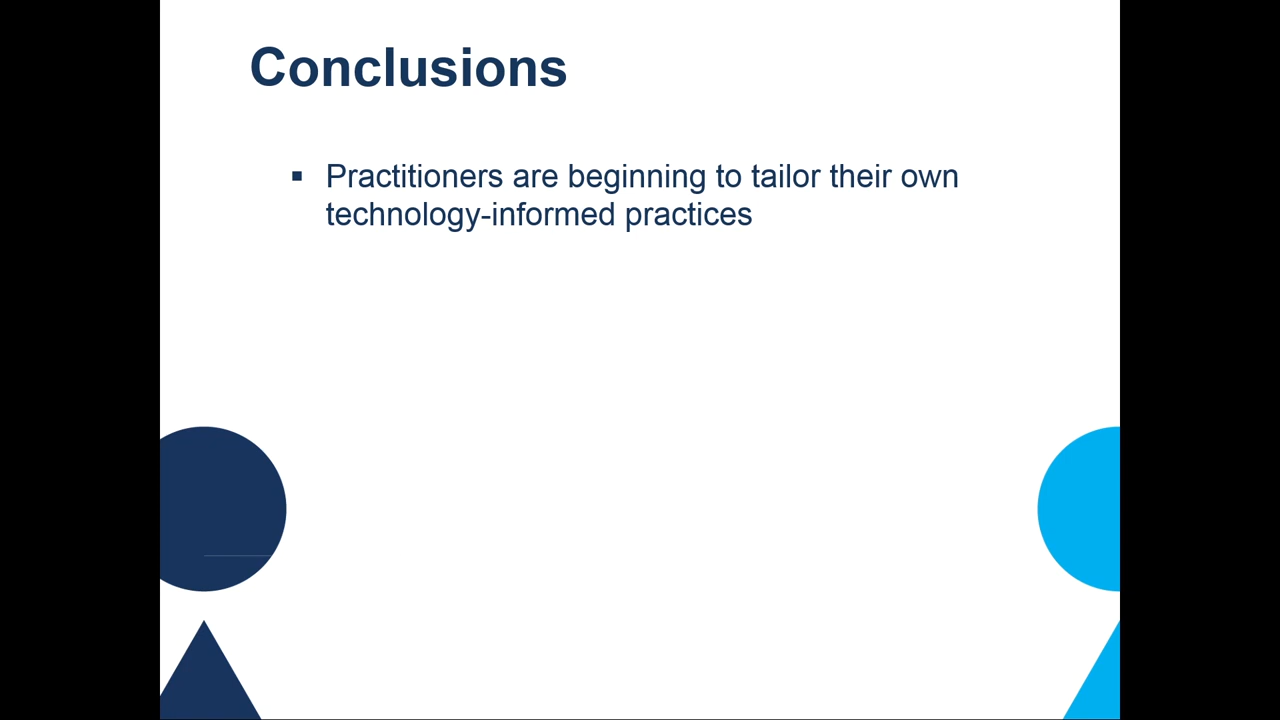 Conclusions
▪ Practitioners are beginning to tailor their own
technology-informed practices